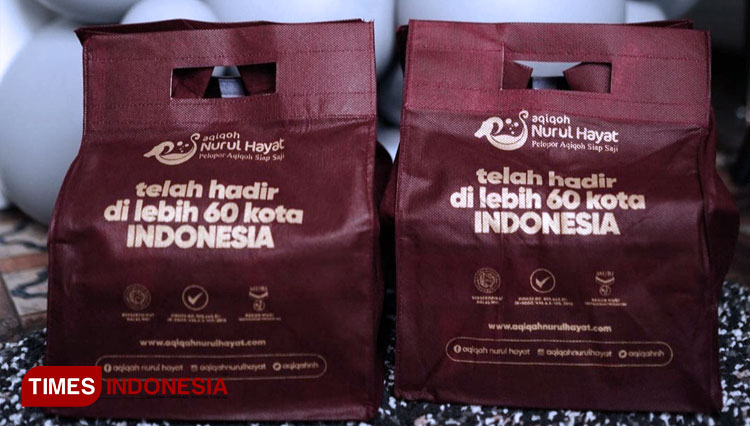 aqiqoh
Nurul Hayat
Pelopor Aqiqoh Siap Saji
telah hadir
di lebih 60 kota
INDONESIA
www.aqiqahnurulhayat.com
aqiqah nurul hayat aqiqahnurulhayat aqiqahnh
aqiqoh
Nurul Hayat
Pelopor Aqiqoh Siap Saji
telah hadir
di lebih 60 kota
INDONESIA
www.aqiqahnurulhayat.com
aqiqah nurul hayat aqiqahnurulhayat aqiqahnh
TIMES INDONESIA